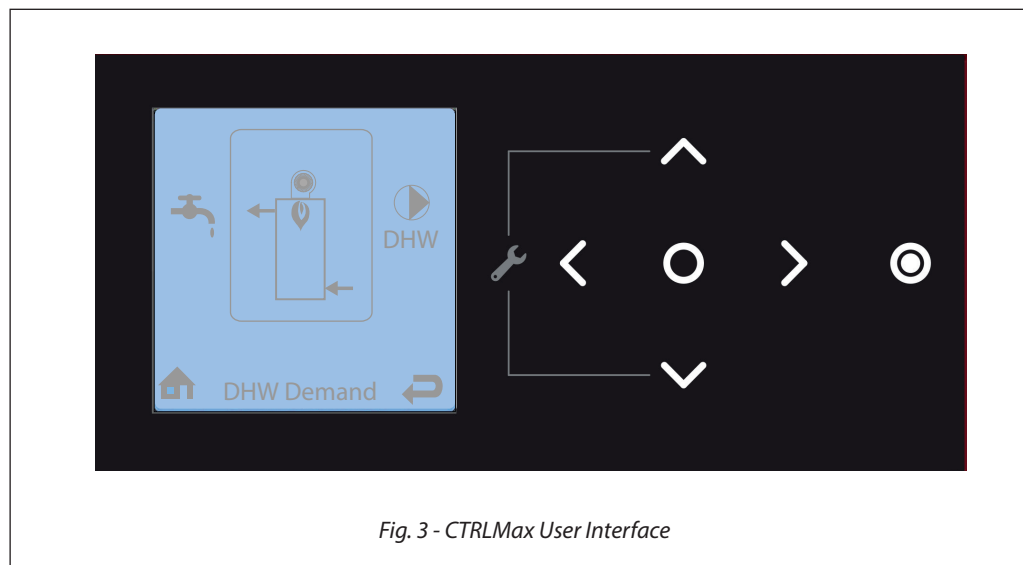 DHW
DHW Demand
Fig. 3 - CTRLMax User Interface